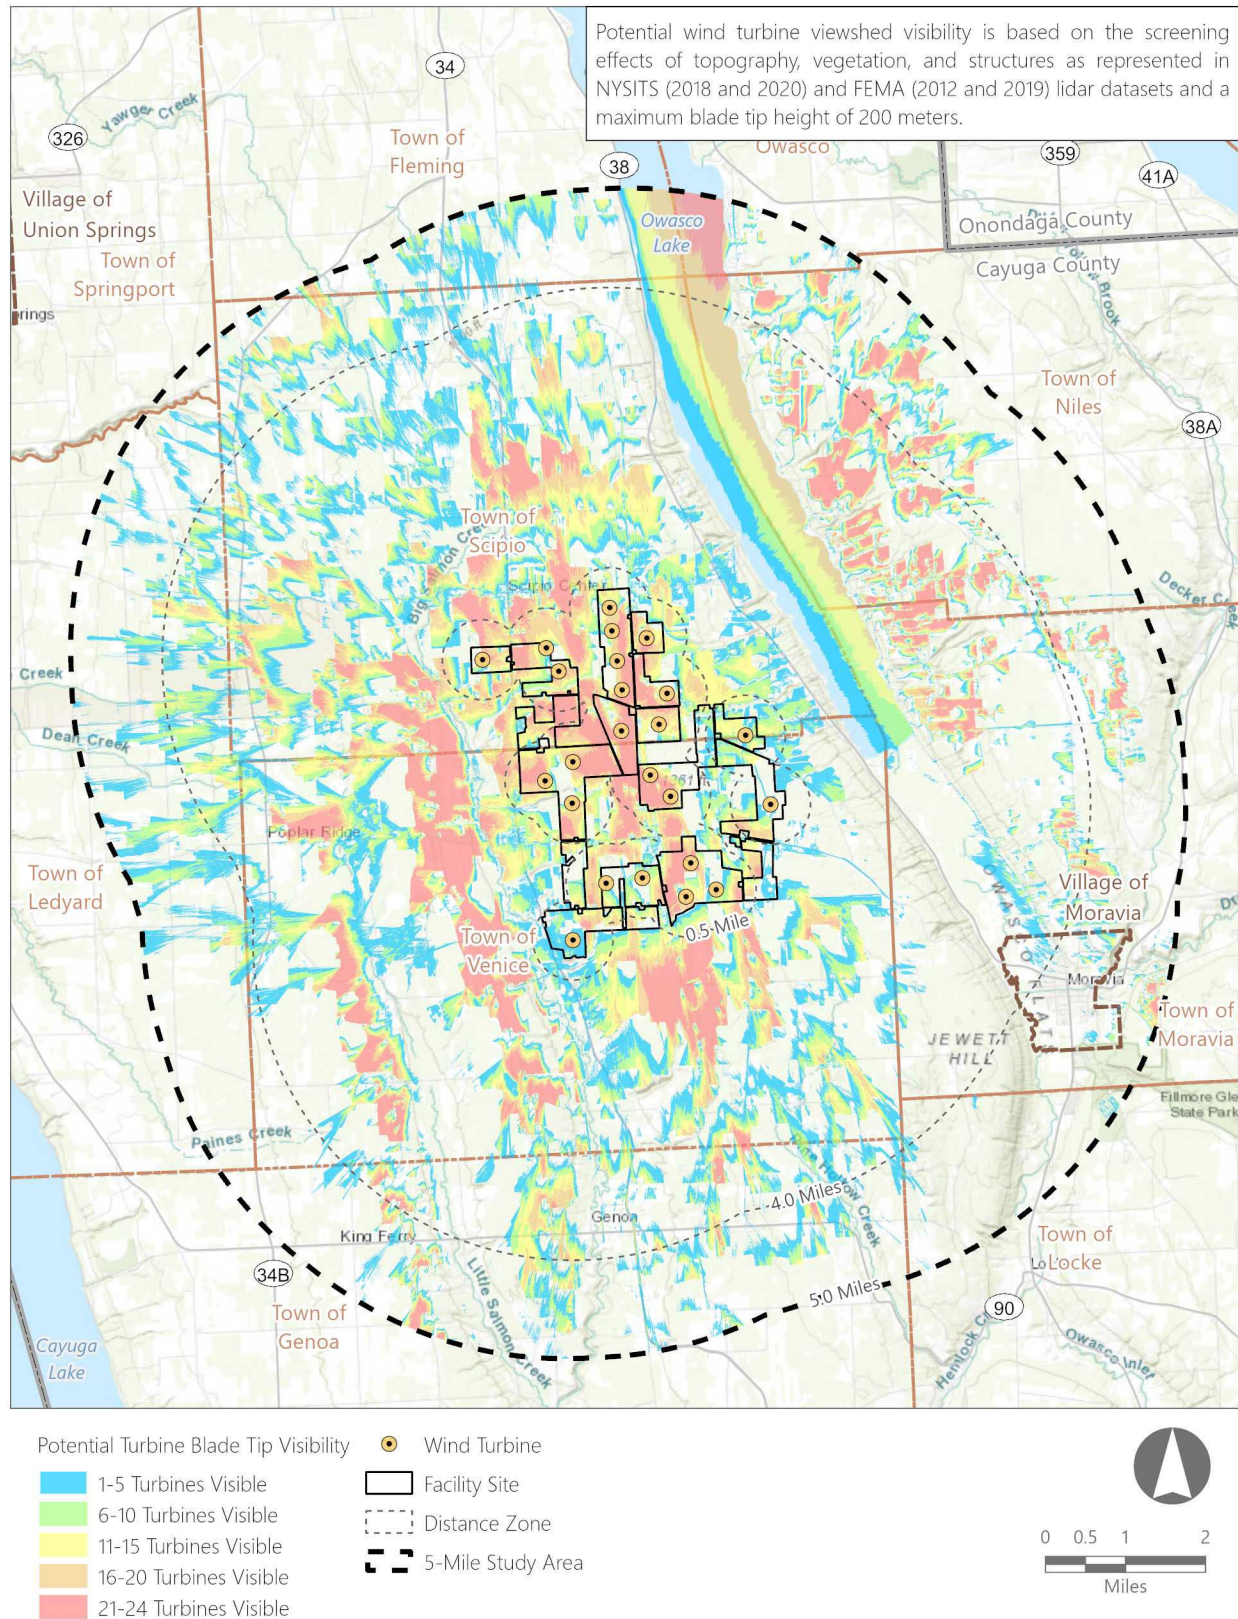 Potential wind turbine viewshed visibility is based on the screening
effects of topography, vegetation, and structures as represented in
NYSITS (2018 and 2020) and FEMA (2012 and 2019) lidar datasets and a
maximum blade tip height of 200 meters.
34
Yawger Creek
326
Town of
Fleming
38
Owasco
359
41A
Village of
Union Springs
Town of
Springport
Owasco
Lake
Onondaga County
Cayuga County
Brook
Town of
Niles
38A
Town of
Scipio
Scipio Center
Decker Creek
Creek
Dean Creek
Poplar Ridge
Town of
Ledyard
Village of
Moravia
0.5 Mile
Town of
Venice
Moravia
Town of
Moravia
JEWETT
HILL
Fillmore Gle
State Park
Paines Creek
4.0 Miles
Creek
Genoa
King Ferry
Town of
Locke
34B
5.0 Miles
90
Little Salmon Creek
Town of
Genoa
Cayuga
Lake
Owasco Inlet
Potential Turbine Blade Tip Visibility
1-5 Turbines Visible
6-10 Turbines Visible
11-15 Turbines Visible
16-20 Turbines Visible
21-24 Turbines Visible
Wind Turbine
Facility Site
Distance Zone
5-Mile Study Area
0 0.5 1 2
Miles